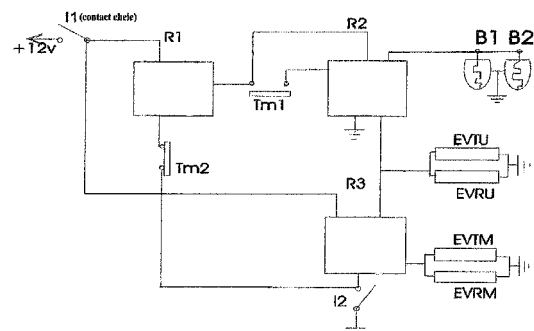 I1 (contact cheie)
+12v
R1
R2
B1 B2
Tm1
Tm2
EVTU
EVRU
R3
EVTM
EVRM
I2